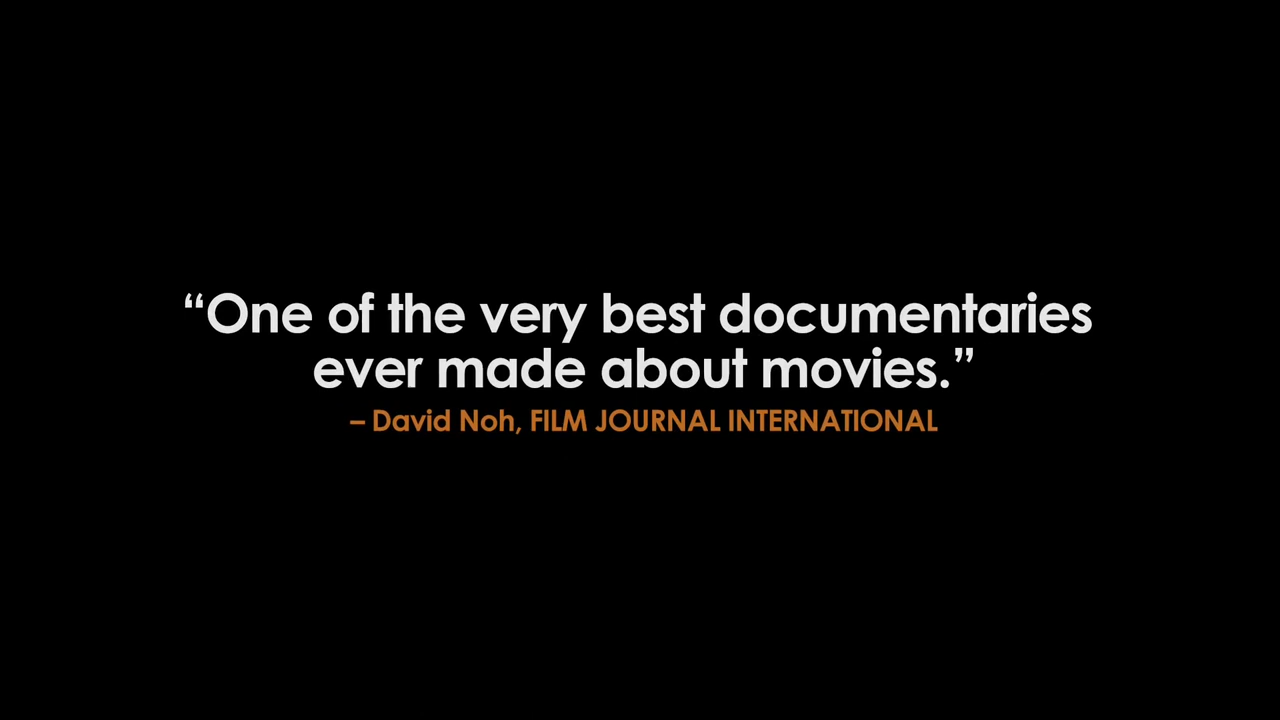 “One of the very best documentaries
ever made about movies.”
– David Noh, FILM JOURNAL INTERNATIONAL